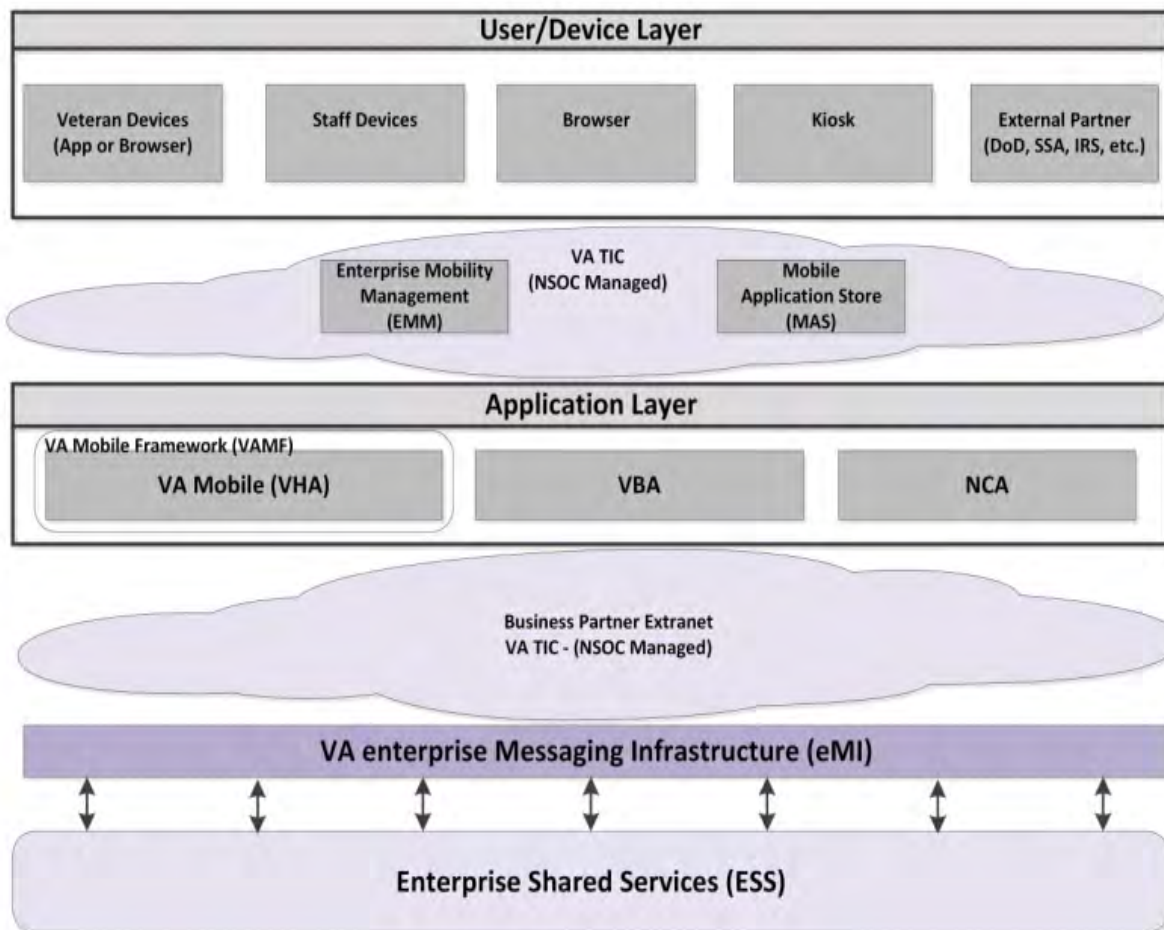 User/Device Layer
Veteran Devices
(App or Browser)
Staff Devices
Browser
Kiosk
External Partner
(DoD, SSA, IRS, etc.)
VA TIC
(NSOC Managed)
Enterprise Mobility
Management
(EMM)
Mobile
Application Store
(MAS)
Application Layer
VA Mobile Framework (VAMF)
VA Mobile (VHA)
VBA
NCA
Business Partner Extranet
VA TIC - (NSOC Managed)
VA enterprise Messaging Infrastructure (eMI)
Enterprise Shared Services (ESS)